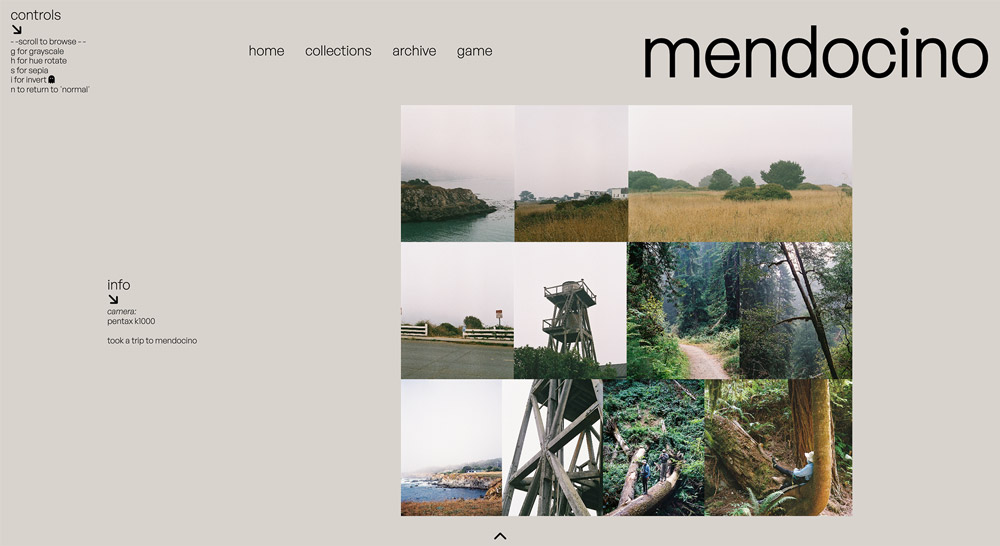 controls
--scroll to browse--
g for grayscale
h for hue rotate
s for sepia
i for invert
n to return to 'normal'
home collections archive game
mendocino
info
camera:
pentax k1000
took a trip to mendocino